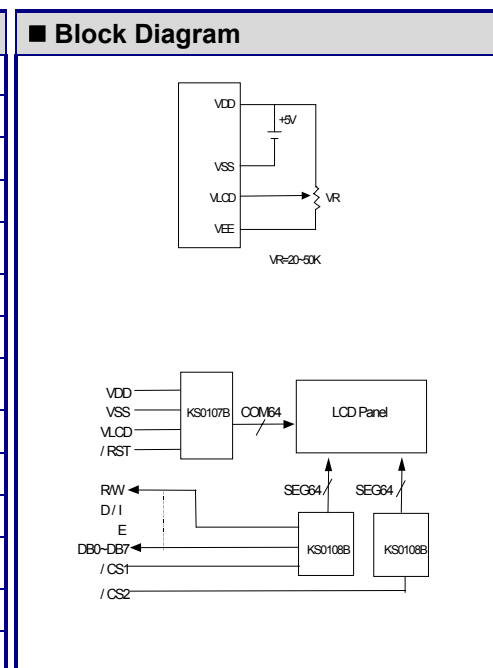 ■ Block Diagram
VDD
+5V
VSS
VLCD
VR
VEE
VR=20~50K
VDD
VSS
VLCD
/ RST
KS0107B
COM64
LCD Panel
R/W
D / I
E
DB0~DB7
/ CS1
/ CS2
SEG64
SEG64
KS0108B
KS0108B